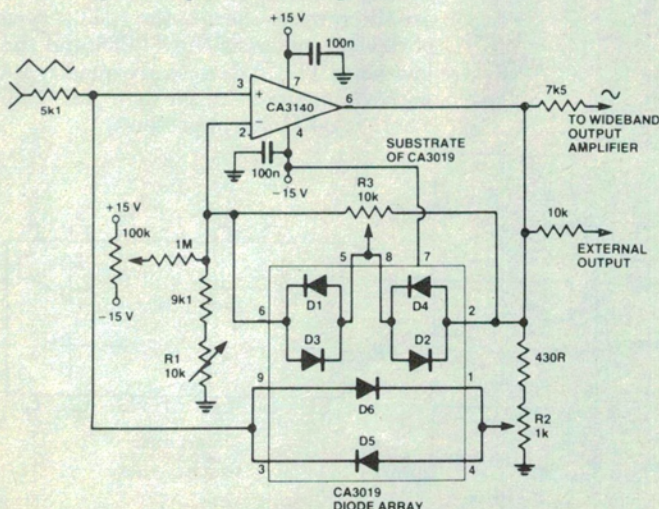 +15 V
100n
7
3
+
CA3140
6
7k5
5k1
2
−
4
TO WIDEBAND
OUTPUT
AMPLIFIER
SUBSTRATE
OF CA3019
100n
−15 V
R3
10k
+15 V
100k
1M
10k
EXTERNAL
OUTPUT
5
8
7
−15 V
9k1
D1
D4
6
2
D3
D2
430R
R1
10k
9
1
D6
R2
1k
D5
3
4
CA3019
DIODE ARRAY